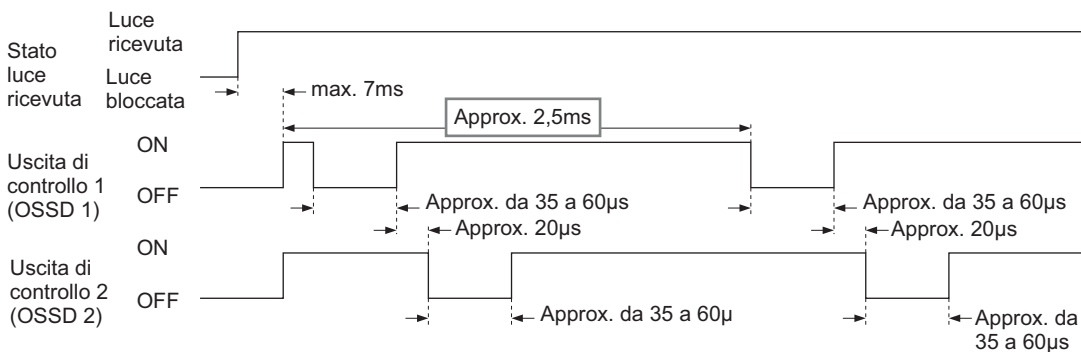 Stato
luce
ricevuta
Luce
ricevuta
Luce
bloccata
max. 7ms
Approx. 2,5ms
Uscita di
controllo 1
(OSSD 1)
ON
OFF
Approx. da 35 a 60µs
Approx. da 35 a 60µs
Approx. 20µs
Approx. 20µs
Uscita di
controllo 2
(OSSD 2)
ON
OFF
Approx. da 35 a 60µ
Approx. da
35 a 60µs